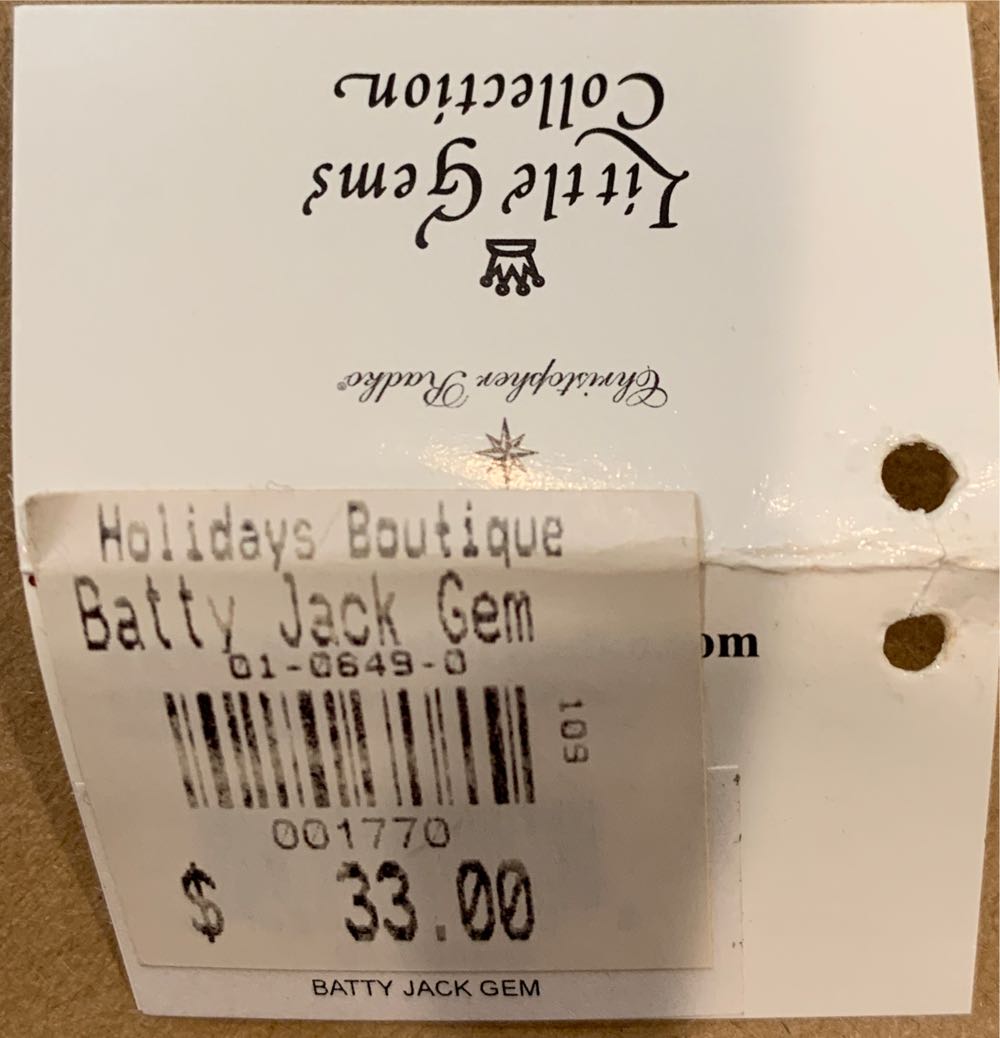 Little Gems
Collection
Christopher Radko®
Holidays Boutique
Batty Jack Gem
01-0649-0
109
001770
$ 33.00
BATTY JACK GEM